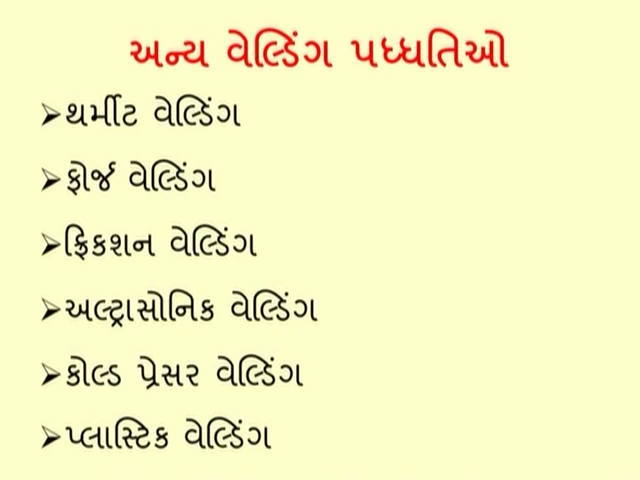 અન્ય વેલ્ડિંગ પધ્ધતિઓ
➢થર્મીટ વેલ્ડિંગ
➢ફોર્જ વેલ્ડિંગ
➢ફ્રિકશન વેલ્ડિંગ
➢અલ્ટ્રાસોનિક વેલ્ડિંગ
➢કોલ્ડ પ્રેસર વેલ્ડિંગ
➢પ્લાસ્ટિક વેલ્ડિંગ